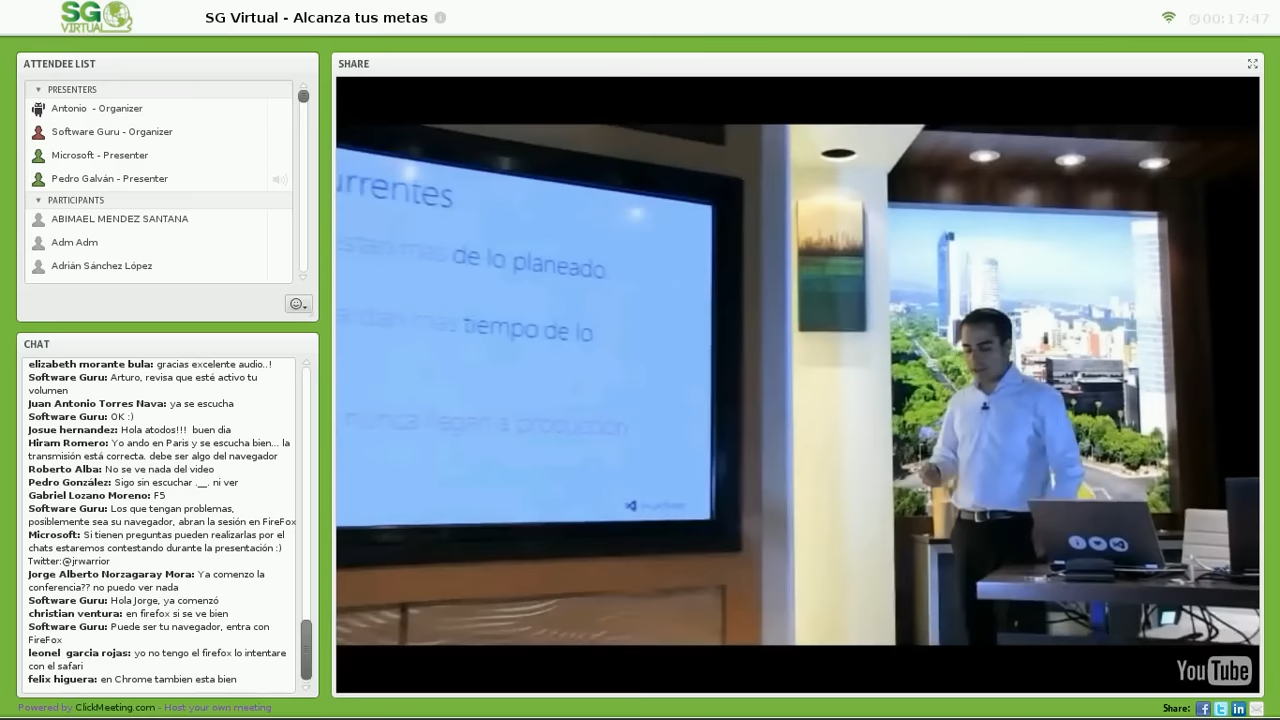 SG
VIRTUAL
SG Virtual - Alcanza tus metas
00:17:47
ATTENDEE LIST
PRESENTERS
Antonio - Organizer
Software Guru - Organizer
Microsoft - Presenter
Pedro Galván - Presenter
PARTICIPANTS
ABIMAEL MENDEZ SANTANA
Adm Adm
Adrián Sánchez López
CHAT
elizabeth morante bula: gracias excelente audio..!
Software Guru: Arturo, revisa que esté activo tu
volumen
Juan Antonio Torres Nava: ya se escucha
Software Guru: OK :)
Josue hernandez: Hola atodos!!! buen dia
Hiram Romero: Yo ando en Paris y se escucha bien... la
transmisión está correcta. debe ser algo del navegador
Roberto Alba: No se ve nada del video
Pedro González: Sigo sin escuchar ._. ni ver
Gabriel Lozano Moreno: F5
Software Guru: Los que tengan problemas,
posiblemente sea su navegador, abran la sesión en FireFox
Microsoft: Si tienen preguntas pueden realizarlas por el
chats estaremos contestando durante la presentación :)
Twitter:@jrwarrior
Jorge Alberto Norzagaray Mora: Ya comenzo la
conferencia?? no puedo ver nada
Software Guru: Hola Jorge, ya comenzó
christian ventura: en firefox si se ve bien
Software Guru: Puede ser tu navegador, entra con
FireFox
leonel garcia rojas: yo no tengo el firefox lo intentare
con el safari
felix higuera: en Chrome tambien esta bien
SHARE
urrentes
estan mas de lo planeado.
mas tiempo de lo
nunca llegan a producción
YouTube
Powered by ClickMeeting.com - Host your own meeting
Share: